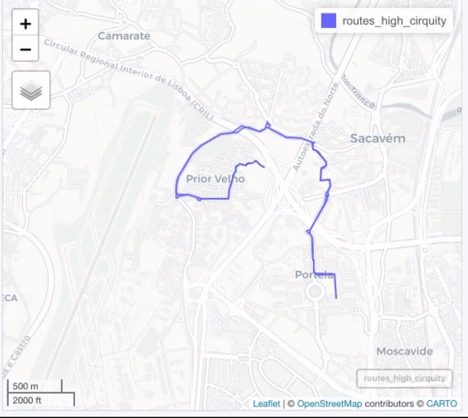 +
routes_high_cirquity
−
Camarate
Circular Regional Interior de Lisboa (CRIL)
Autoestrada do Norte
Sacavém
Prior Velho
Portela
ECA
Moscavide
routes_high_cirquity
500 m
2000 ft
Leaflet | © OpenStreetMap contributors © CARTO